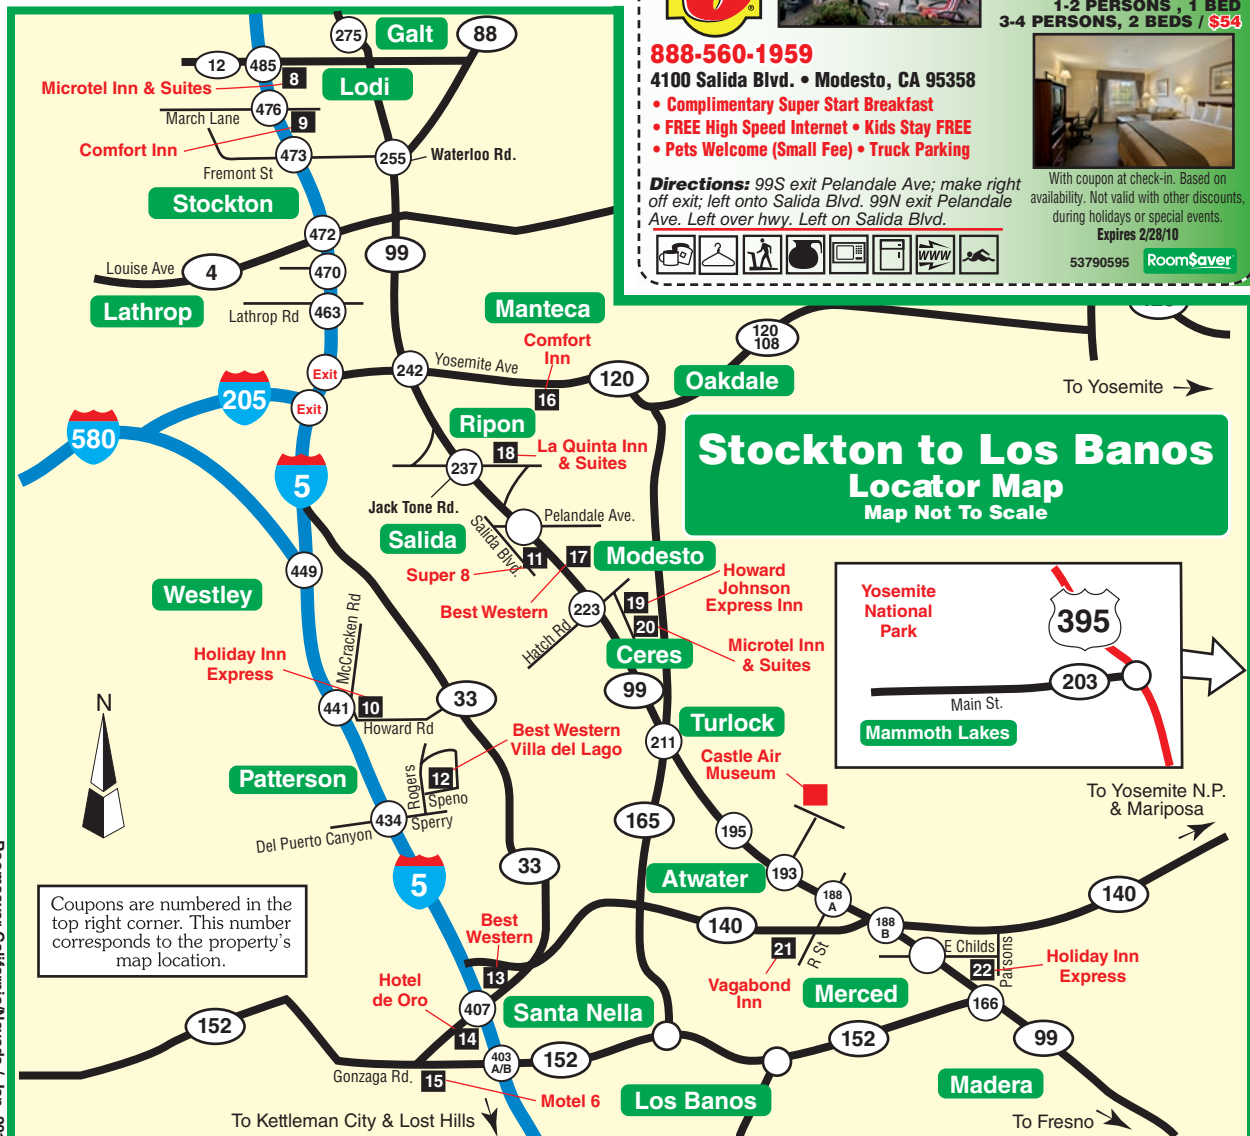 1-2 PERSONS , 1 BED
3-4 PERSONS, 2 BEDS / $54
888-560-1959
4100 Salida Blvd. • Modesto, CA 95358
• Complimentary Super Start Breakfast
• FREE High Speed Internet • Kids Stay FREE
• Pets Welcome (Small Fee) • Truck Parking
Directions: 99S exit Pelandale Ave; make right
off exit; left onto Salida Blvd. 99N exit Pelandale
Ave. Left over hwy. Left on Salida Blvd.
WWW
With coupon at check-in. Based on
availability. Not valid with other discounts,
during holidays or special events.
Expires 2/28/10
53790595
Room$aver
275
Galt
88
12
485
8
Microtel Inn & Suites
Lodi
476
March Lane
9
Comfort Inn
473
255
Waterloo Rd.
Fremont St
Stockton
472
99
Louise Ave
4
470
Lathrop
Lathrop Rd
463
Manteca
Comfort
Inn
120
108
Exit
242
Yosemite Ave
16
120
Oakdale
To Yosemite
205
Exit
580
Ripon
18
La Quinta Inn
& Suites
237
5
Jack Tone Rd.
Stockton to Los Banos
Locator Map
Map Not To Scale
Salida
Salida Blvd.
Pelandale Ave.
11
17
Modesto
Super 8
Best Western
449
Westley
223
Hatch Rd
19
20
Howard
Johnson
Express Inn
Microtel Inn
& Suites
Ceres
99
Yosemite
National
Park
395
203
Main St.
Mammoth Lakes
McCracken Rd
Holiday Inn
Express
10
441
Howard Rd
33
N
Turlock
211
Best Western
Villa del Lago
12
Rogers
Speno
Sperry
Patterson
434
Del Puerto Canyon
Castle Air
Museum
To Yosemite N.P.
& Mariposa
165
195
33
5
Atwater
193
188
A
188
B
140
140
Coupons are numbered in the
top right corner. This number
corresponds to the property's
map location.
Best
Western
13
21
R St
Vagabond
Inn
E Childs
22
Parsons
Holiday Inn
Express
Merced
166
Hotel
de Oro
407
Santa Nella
14
152
403
A/B
152
152
99
Gonzaga Rd.
15
Motel 6
Los Banos
Madera
To Kettleman City & Lost Hills
To Fresno